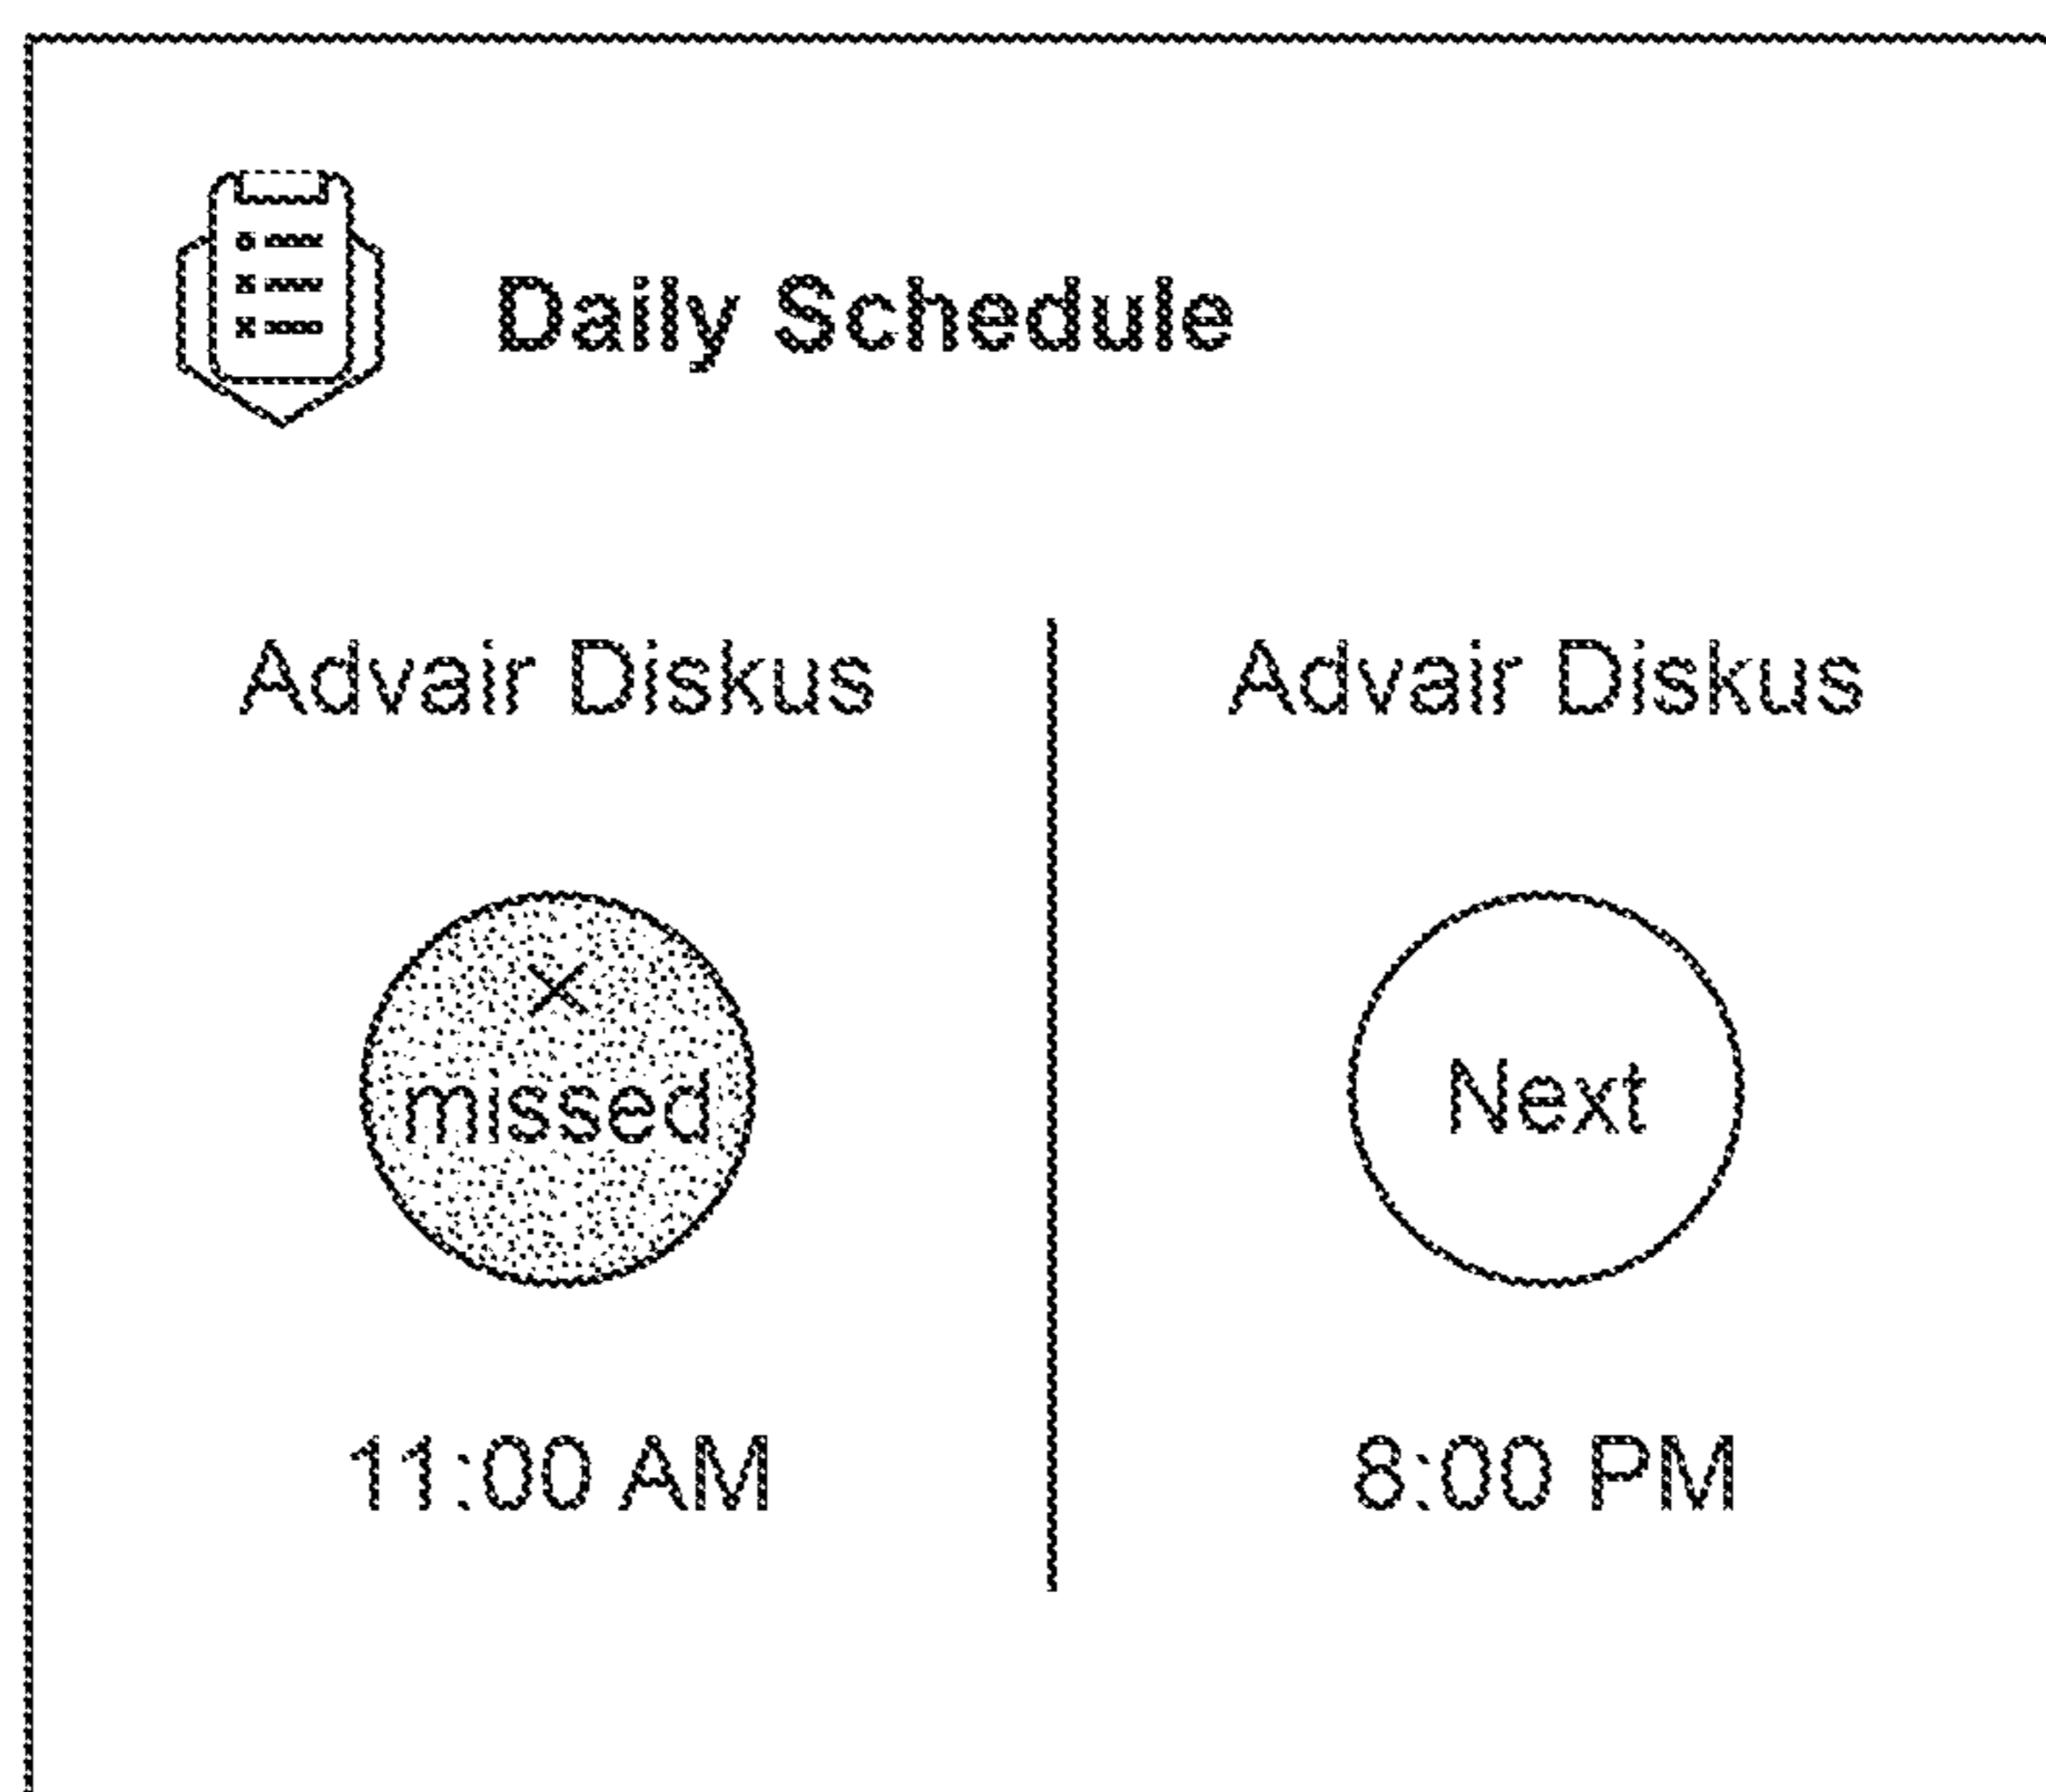 Daily Schedule
Advair Diskus
missed
11:00 AM
Advair Diskus
Next
8:00 PM